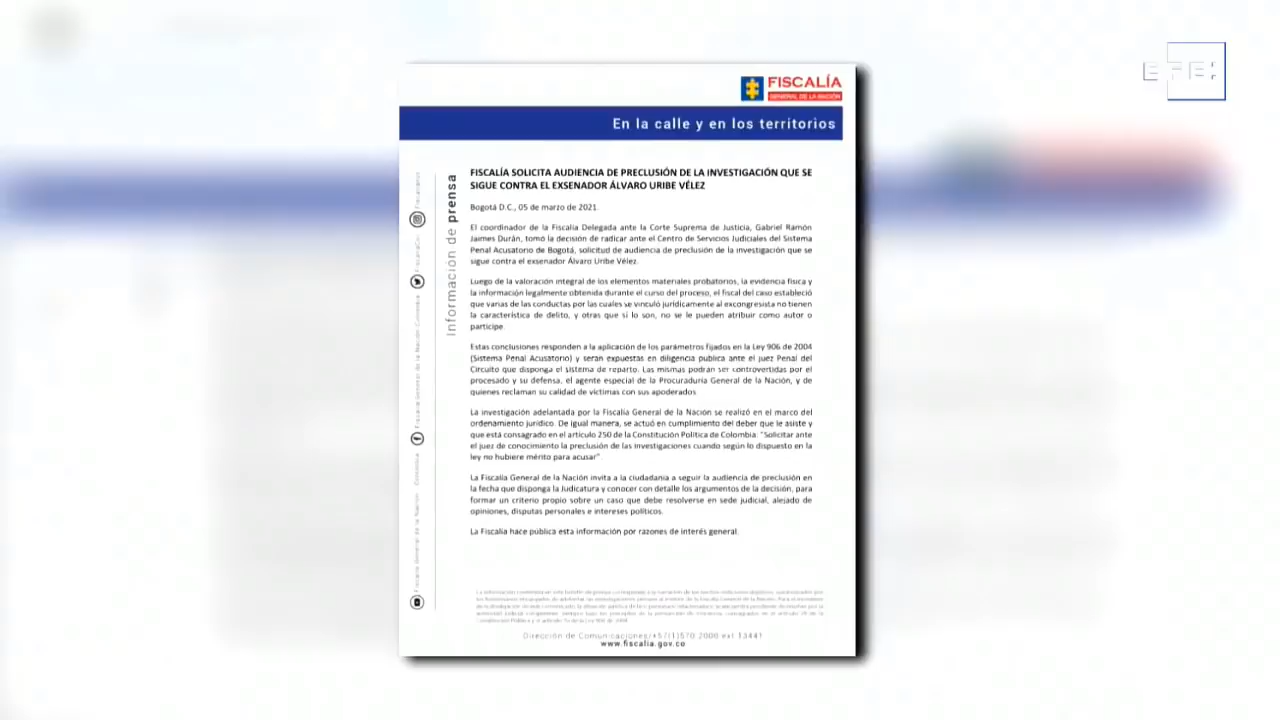 EFE:
FISCALÍA
GENERAL DE LA NACIÓN
En la calle y en los territorios
Información de prensa
FISCALÍA SOLICITA AUDIENCIA DE PRECLUSIÓN DE LA INVESTIGACIÓN QUE SE
SIGUE CONTRA EL EXSENADOR ÁLVARO URIBE VÉLEZ
Bogotá D.C., 05 de marzo de 2021.
El coordinador de la Fiscalía Delegada ante la Corte Suprema de Justicia, Gabriel Ramón
Jaimes Durán, tomó la decisión de radicar ante el Centro de Servicios Judiciales del Sistema
Penal Acusatorio de Bogotá, solicitud de audiencia de preclusión de la investigación que se
sigue contra el exsenador Álvaro Uribe Vélez.
Luego de la valoración integral de los elementos materiales probatorios, la evidencia física y
la información legalmente obtenida durante el curso del proceso, el fiscal del caso estableció
que varias de las conductas por las cuales se vinculó jurídicamente al excongresista no tienen
la característica de delito, y otras que sí lo son, no se le pueden atribuir como autor o
partícipe.
Estas conclusiones responden a la aplicación de los parámetros fijados en la Ley 906 de 2004
(Sistema Penal Acusatorio) y serán expuestas en diligencia pública ante el juez Penal del
Circuito que disponga el sistema de reparto. Las mismas podrán ser controvertidas por el
procesado y su defensa, el agente especial de la Procuraduría General de la Nación, y de
quienes reclaman su calidad de víctimas con sus apoderados.
La investigación adelantada por la Fiscalía General de la Nación se realizó en el marco del
ordenamiento jurídico. De igual manera, se actuó en cumplimiento del deber que le asiste y
que está consagrado en el artículo 250 de la Constitución Política de Colombia: "Solicitar ante
el juez de conocimiento la preclusión de las investigaciones cuando según lo dispuesto en la
ley no hubiere mérito para acusar".
La Fiscalía General de la Nación invita a la ciudadanía a seguir la audiencia de preclusión en
la fecha que disponga la Judicatura y conocer con detalle los argumentos de la decisión, para
formar un criterio propio sobre un caso que debe resolverse en sede judicial, alejado de
opiniones, disputas personales e intereses políticos.
La Fiscalía hace pública esta información por razones de interés general.
Dirección de Comunicaciones/+57(1)570 2000 ext 13441
www.fiscalia.gov.co